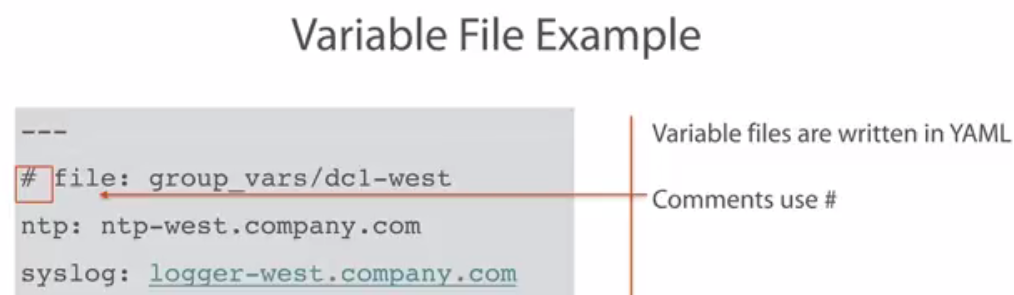 Variable File Example
---
# file: group_vars/dc1-west
ntp: ntp-west.company.com
syslog: logger-west.company.com
Variable files are written in YAML
Comments use #